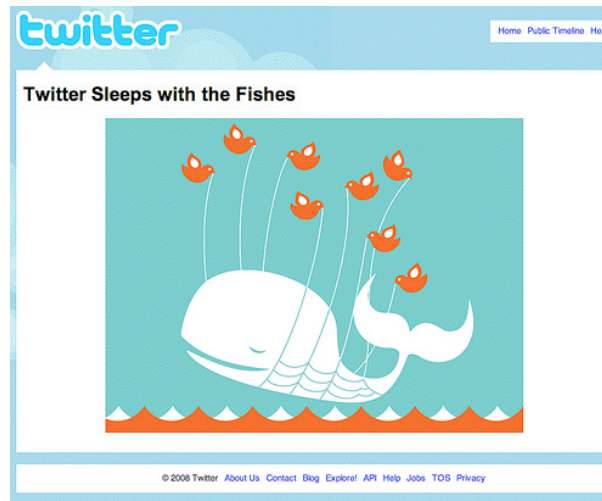 twitter
Home Public Timeline He
Twitter Sleeps with the Fishes
© 2008 Twitter About Us Contact Blog Explore! API Help Jobs TOS Privacy